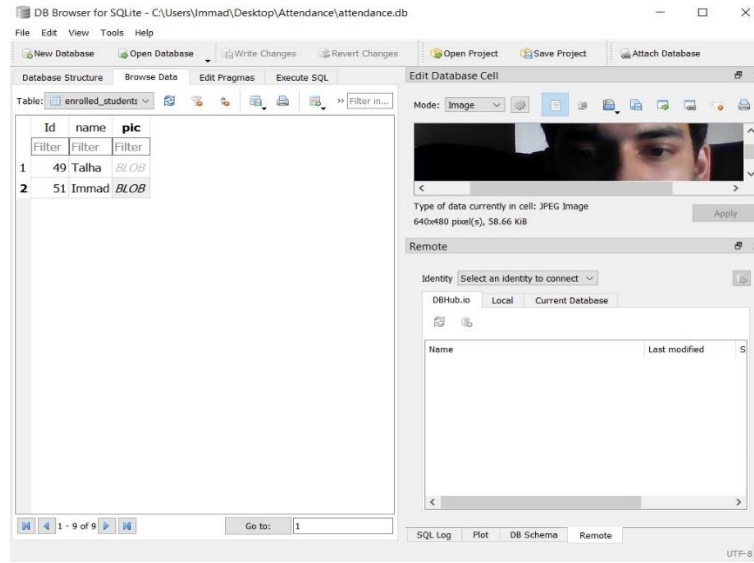 DB Browser for SQLite - C:\Users\Immad\Desktop\Attendance\attendance.db
File Edit View Tools Help
New Database Open Database Write Changes Revert Changes Open Project Save Project Attach Database
Database Structure Browse Data Edit Pragmas Execute SQL
Table: enrolled_students » Filter in...
Id name pic
Filter Filter Filter
1 49 Talha BLOB
2 51 Immad BLOB
1 - 9 of 9 Go to: 1
Edit Database Cell
Mode: Image
Type of data currently in cell: JPEG Image
640x480 pixel(s), 58.66 KiB
Apply
Remote
Identity Select an identity to connect
DBHub.io Local Current Database
Name Last modified S
SQL Log Plot DB Schema Remote
UTF-8